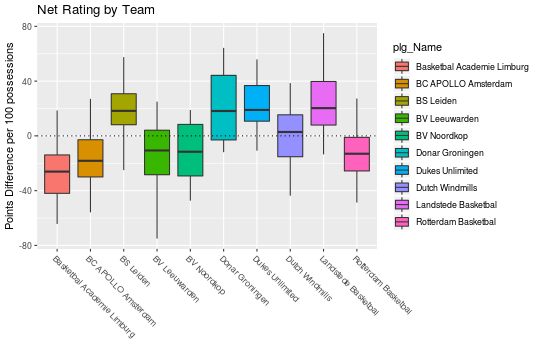 Net Rating by Team
Points Difference per 100 possessions
80
40
0
-40
-80
Basketbal Academie Limburg
BC APOLLO Amsterdam
BS Leiden
BV Leeuwarden
BV Noordkop
Donar Groningen
Dukes Unlimited
Dutch Windmills
Landstede Basketbal
Rotterdam Basketbal
plg_Name
Basketbal Academie Limburg
BC APOLLO Amsterdam
BS Leiden
BV Leeuwarden
BV Noordkop
Donar Groningen
Dukes Unlimited
Dutch Windmills
Landstede Basketbal
Rotterdam Basketbal